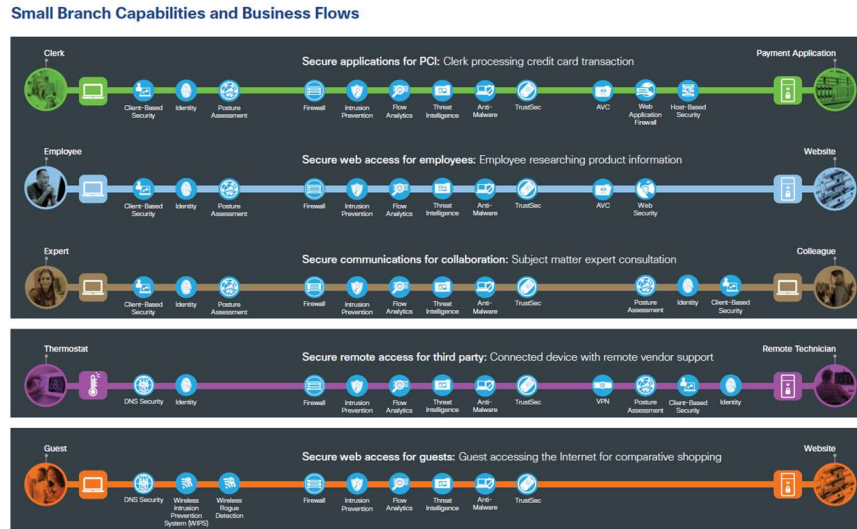 Small Branch Capabilities and Business Flows
Clerk
Secure applications for PCI: Clerk processing credit card transaction
Payment Application
Client-Based
Security
Identity
Posture
Assessment
Firewall
Intrusion
Prevention
Flow
Analytics
Threat
Intelligence
Anti-
Malware
TrustSec
AVC
Web
Application
Firewall
Host-Based
Security
Employee
Secure web access for employees: Employee researching product information
Website
Client-Based
Security
Identity
Posture
Assessment
Firewall
Intrusion
Prevention
Flow
Analytics
Threat
Intelligence
Anti-
Malware
TrustSec
AVC
Web
Security
Expert
Secure communications for collaboration: Subject matter expert consultation
Colleague
Client-Based
Security
Identity
Posture
Assessment
Firewall
Intrusion
Prevention
Flow
Analytics
Threat
Intelligence
Anti-
Malware
TrustSec
Posture
Assessment
Identity
Client-Based
Security
Thermostat
Secure remote access for third party: Connected device with remote vendor support
Remote Technician
DNS Security
Identity
Firewall
Intrusion
Prevention
Flow
Analytics
Threat
Intelligence
Anti-
Malware
TrustSec
VPN
Posture
Assessment
Client-Based
Security
Identity
Guest
Secure web access for guests: Guest accessing the Internet for comparative shopping
Website
DNS Security
Wireless
Intrusion
Prevention
System (WIPS)
Wireless
Rogue
Detection
Firewall
Intrusion
Prevention
Flow
Analytics
Threat
Intelligence
Anti-
Malware
TrustSec